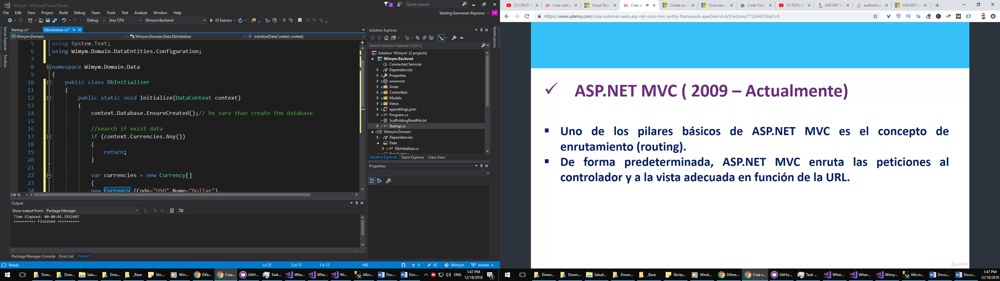 Wimym - Microsoft Visual Studio
2
Quick Launch
File Edit View Project Build Debug Team Tools Test Analyze Window Help
Starling Germosen Reynoso
SR
Debug Any CPU Wimym.Backend IIS Express
Server Explorer
Toolbox
Startup.cs* DbInitializer.cs*
Wimym.Domain Wimym.Domain.Data.DbInitializer Initialize(DataContext context)
5 using System.Text;
6 using Wimym.Domain.DataEntities.Configuration;
7
8 namespace Wimym.Domain.Data
9 {
10 public class DbInitializer
11 {
12 public static void Initialize(DataContext context)
13 {
14 context.Database.EnsureCreated();// be sure than create the database
15
16 //search if exist data
17 if (context.Currencies.Any())
18 {
19 return;
20 }
21
22 var currencies = new Currency[]
23 {
24 new Currency {Code="USD",Name="Dollar"},
146 %
Output
Show output from: Package Manager
Time Elapsed: 00:00:01.3552607
========== Finished ==========
Package Manager Console Error List Output
Solution Explorer
Search Solution Explorer (Ctrl+;)
Solution 'Wimym' (2 projects)
Wimym.Backend
Connected Services
Dependencies
Properties
wwwroot
Areas
Controllers
Models
Views
appsettings.json
Program.cs
ScaffoldingReadMe.txt
Startup.cs
Wimym.Domain
Dependencies
Data
DbInitializer.cs
DataEntities
Solution Explorer Team Explorer Class View
Properties
Notifications
Ready Ln 25 Col 13 Ch 13 INS 0 82 Wimym master
Dow... Dow... Salu... Dow... _Base Stic... Win... Dife... Crea... GitH... Task... Whe... Whe... Wi... Micr... Doc... Doc... ENG 1:47 PM
12/18/2018
1
(1) CRUD A Crea sistem Visual Stud Crea sis Create an A Overview o Code First (1) PLD's G ASP.NET Co authenticat ASP.NET Co
https://www.udemy.com/crea-sistemas-web-asp-net-core-mvc-entity-framework-ajax/learn/v4/t/lecture/7732442?start=0
IQ
ASP.NET MVC ( 2009 – Actualmente)
Uno de los pilares básicos de ASP.NET MVC es el concepto de
enrutamiento (routing).
De forma predeterminada, ASP.NET MVC enruta las peticiones al
controlador y a la vista adecuada en función de la URL.
Udemy
Down... Down... Salud... Down... _Base Sticky... Wind... Diferen... Crea s... GitHu... Task ... Wher... Wher... Wimy... Micro... Docu... Docu... 1:47 PM
12/18/2018